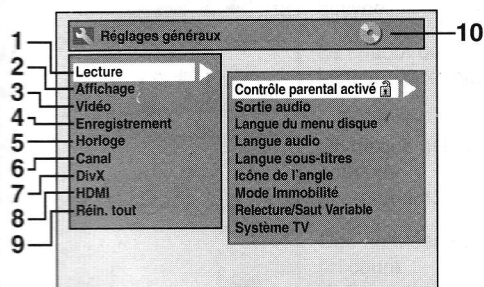 Réglages généraux
10
1
Lecture
2
Affichage
3
Vidéo
4
Enregistrement
5
Horloge
6
Canal
7
DivX
8
HDMI
9
Réin. tout
Contrôle parental activé
Sortie audio
Langue du menu disque
Langue audio
Langue sous-titres
Icône de l'angle
Mode Immobilité
Relecture/Saut Variable
Système TV